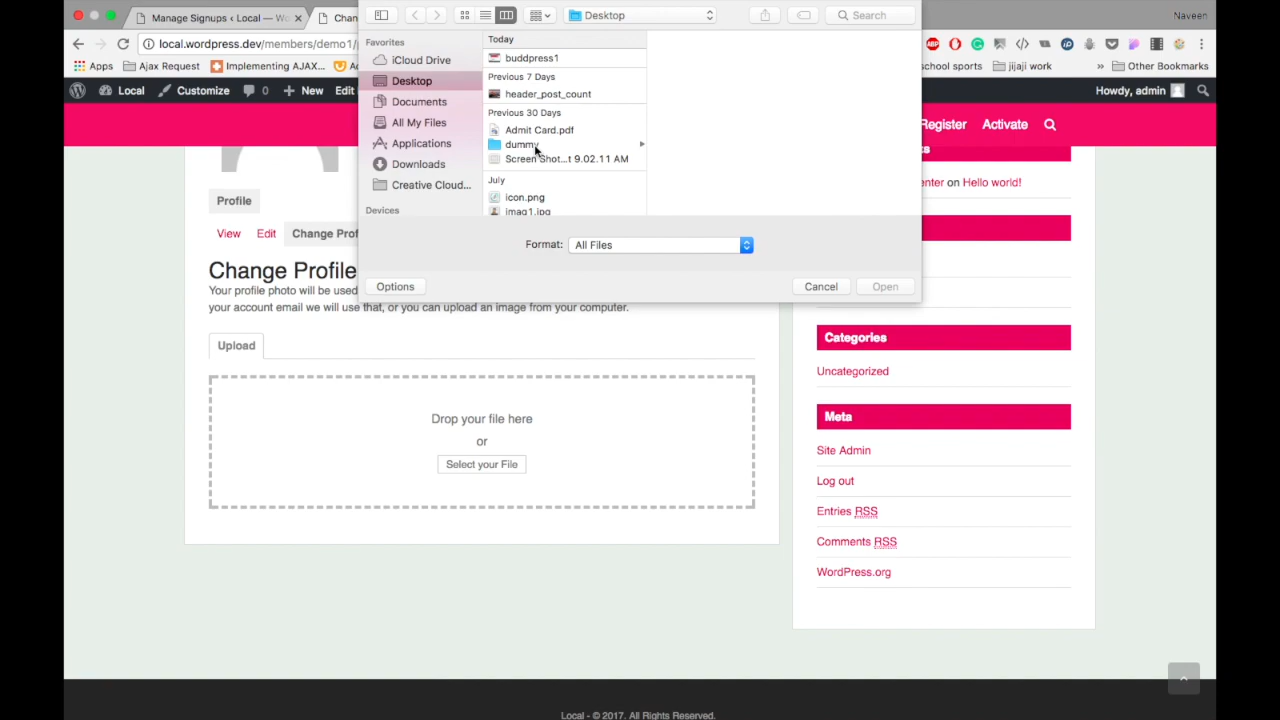 Manage Signups ‹ Local — Wo
Chan
Desktop
Search
Naveen
local.wordpress.dev/members/demo1/p
Apps
Ajax Request
Implementing AJAX...
school sports
jijaji work
»
Other Bookmarks
Local
Customize
0
New
Edit
Howdy, admin
Register
Activate
Favorites
iCloud Drive
Desktop
Documents
All My Files
Applications
Downloads
Creative Cloud...
Devices
Today
buddpress1
Previous 7 Days
header_post_count
Previous 30 Days
Admit Card.pdf
dummy
Screen Shot...t 9.02.11 AM
July
icon.png
imag1.jpg
Format:
All Files
Options
Cancel
Open
on Hello world!
Profile
View
Edit
Change Prof
Change Profile
Your profile photo will be used
your account email we will use that, or you can upload an image from your computer.
Upload
Drop your file here
or
Select your File
Categories
Uncategorized
Meta
Site Admin
Log out
Entries RSS
Comments RSS
WordPress.org
Local - © 2017. All Rights Reserved.